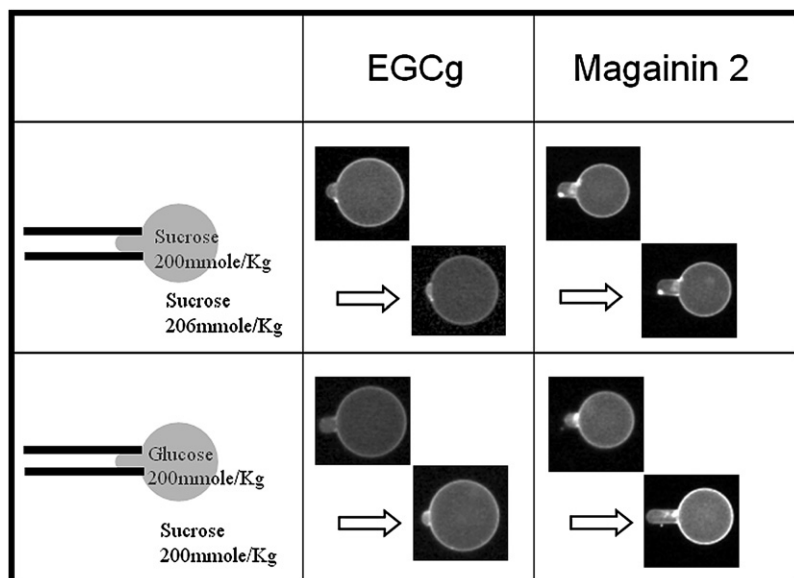 EGCg
Magainin 2
Sucrose
200mmole/Kg
Sucrose
206mmole/Kg
Glucose
200mmole/Kg
Sucrose
200mmole/Kg